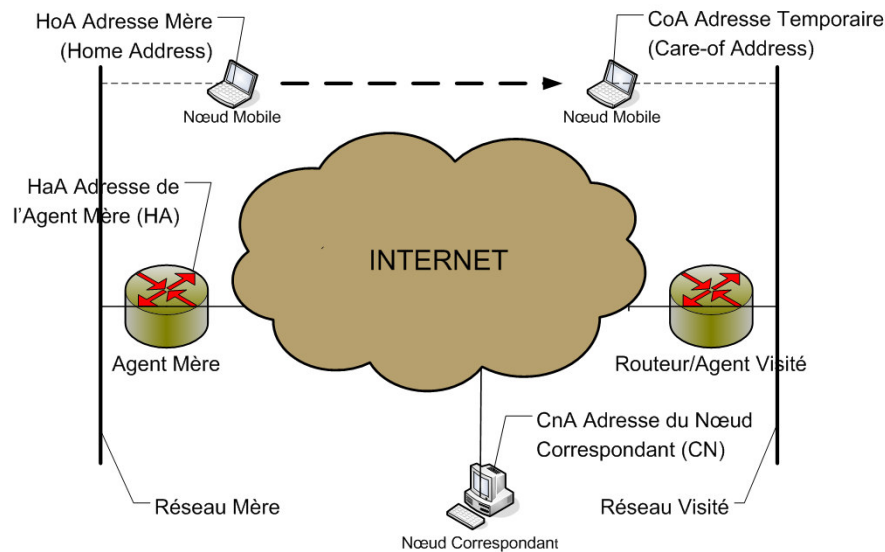 HoA Adresse Mère
(Home Address)
CoA Adresse Temporaire
(Care-of Address)
Nœud Mobile
Nœud Mobile
HaA Adresse de
l'Agent Mère (HA)
INTERNET
Agent Mère
Routeur/Agent Visité
CnA Adresse du Nœud
Correspondant (CN)
Réseau Mère
Réseau Visité
Nœud Correspondant